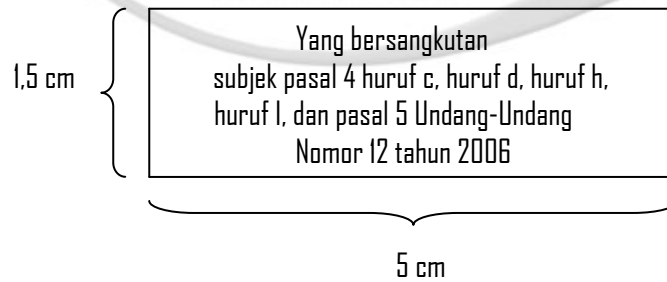 Yang bersangkutan
1,5 cm
subjek pasal 4 huruf c, huruf d, huruf h,
huruf l, dan pasal 5 Undang-Undang
Nomor 12 tahun 2006
5 cm